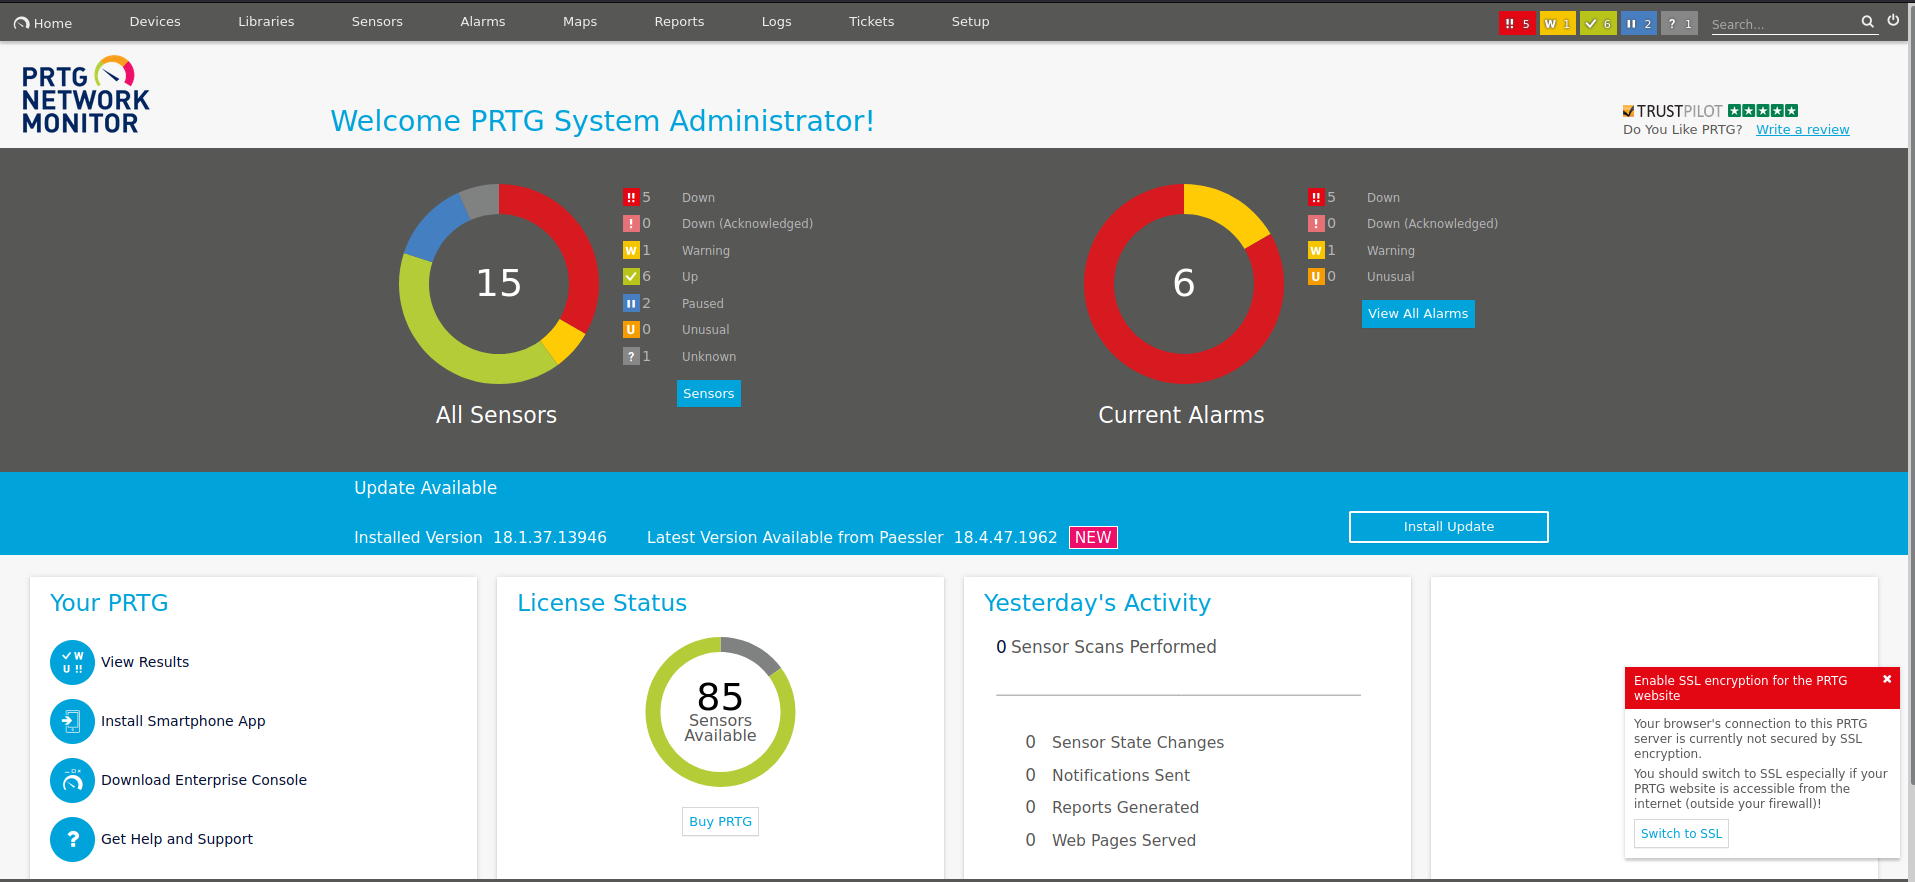 Home Devices Libraries Sensors Alarms Maps Reports Logs Tickets Setup !! 5 W 1 6 2 ? 1 Search...
PRTG
NETWORK
MONITOR
Welcome PRTG System Administrator!
TRUSTPILOT
Do You Like PRTG? Write a review
15
All Sensors
!! 5 Down
! 0 Down (Acknowledged)
W 1 Warning
6 Up
2 Paused
U 0 Unusual
? 1 Unknown
Sensors
6
Current Alarms
!! 5 Down
! 0 Down (Acknowledged)
W 1 Warning
U 0 Unusual
View All Alarms
Update Available
Installed Version 18.1.37.13946 Latest Version Available from Paessler 18.4.47.1962 NEW
Install Update
Your PRTG
W
U !!
View Results
Install Smartphone App
Download Enterprise Console
? Get Help and Support
License Status
85
Sensors
Available
Buy PRTG
Yesterday's Activity
0 Sensor Scans Performed
0 Sensor State Changes
0 Notifications Sent
0 Reports Generated
0 Web Pages Served
Enable SSL encryption for the PRTG
website
Your browser's connection to this PRTG
server is currently not secured by SSL
encryption.
You should switch to SSL especially if your
PRTG website is accessible from the
internet (outside your firewall)!
Switch to SSL